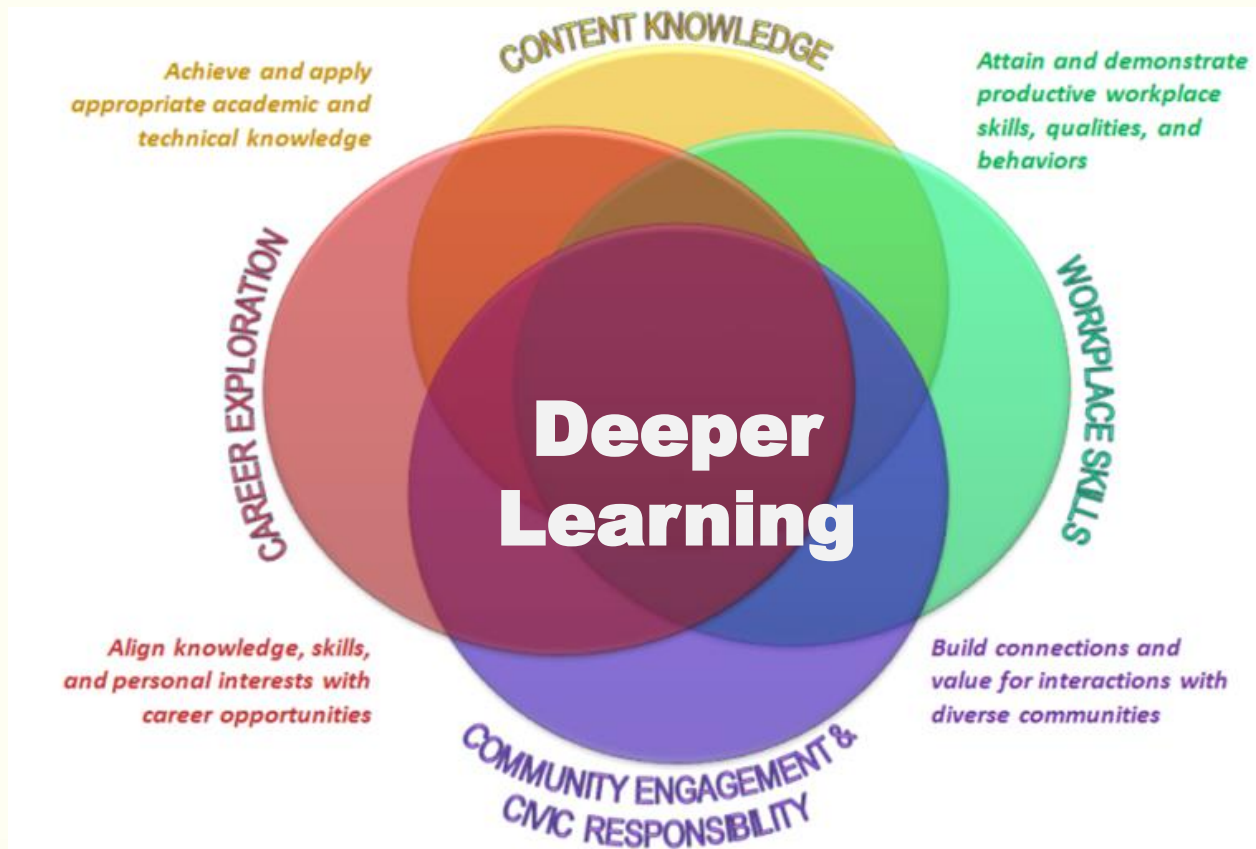 CONTENT KNOWLEDGE
Achieve and apply
appropriate academic and
technical knowledge
Attain and demonstrate
productive workplace
skills, qualities, and
behaviors
CAREER EXPLORATION
WORKPLACE SKILLS
Deeper
Learning
Align knowledge, skills,
and personal interests with
career opportunities
Build connections and
value for interactions with
diverse communities
COMMUNITY ENGAGEMENT &
CIVIC RESPONSIBILITY